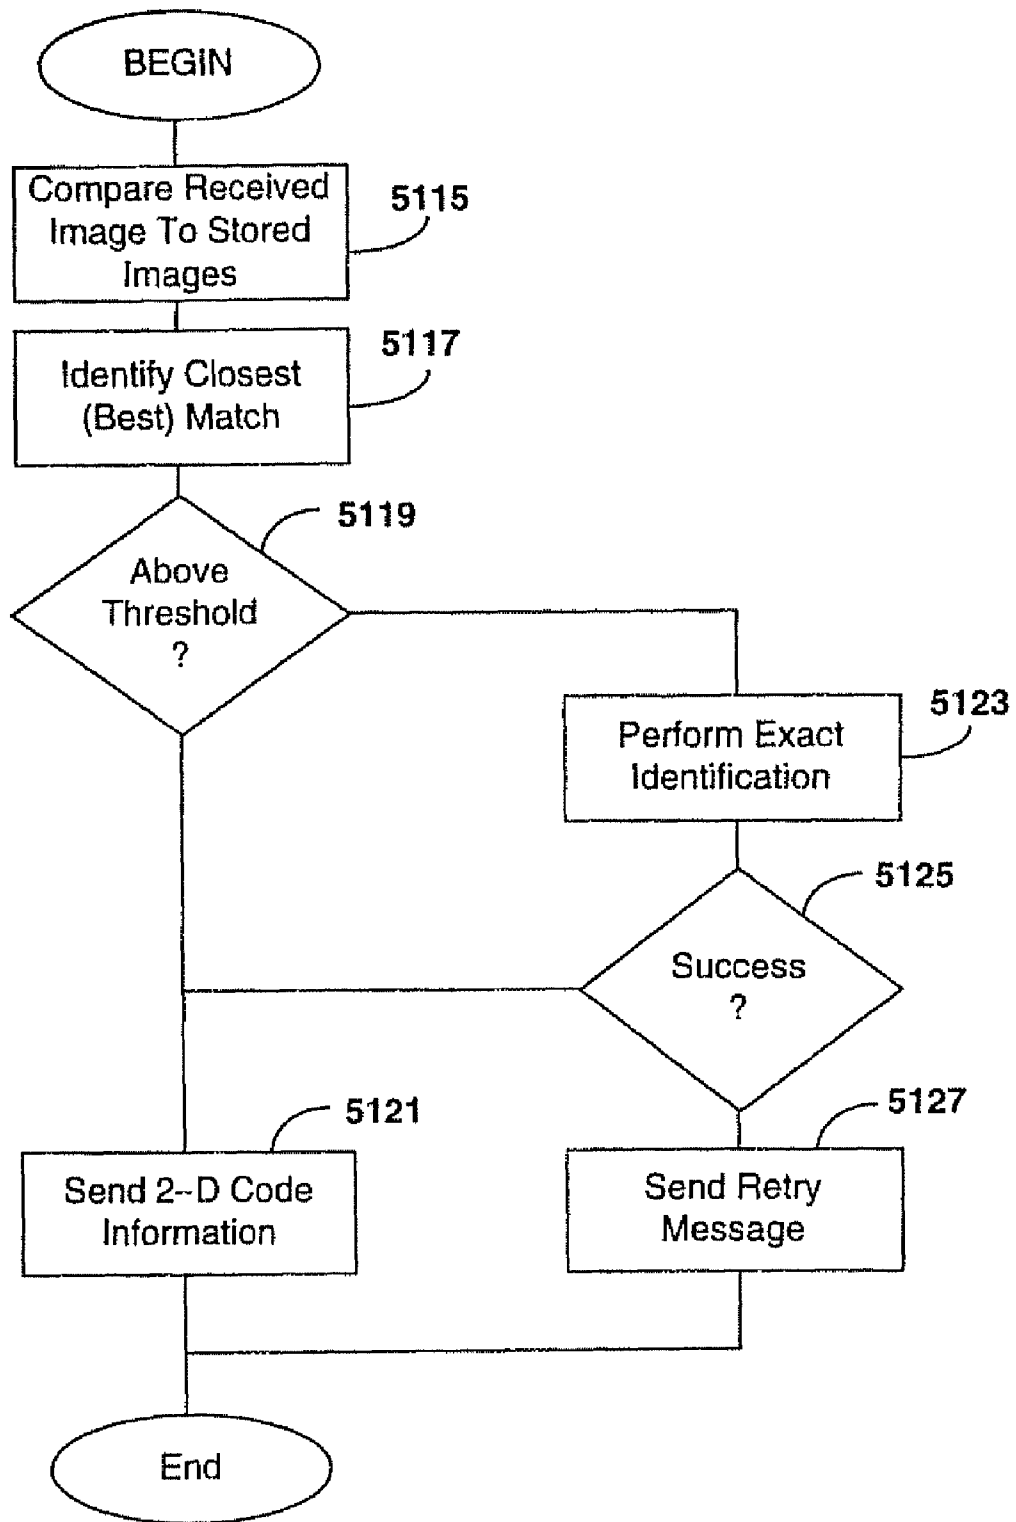 BEGIN
Compare Received
Image To Stored
Images
5115
Identify Closest
(Best) Match
5117
Above
Threshold
?
5119
Perform Exact
Identification
5123
Success
?
5125
Send 2--D Code
Information
5121
Send Retry
Message
5127
End